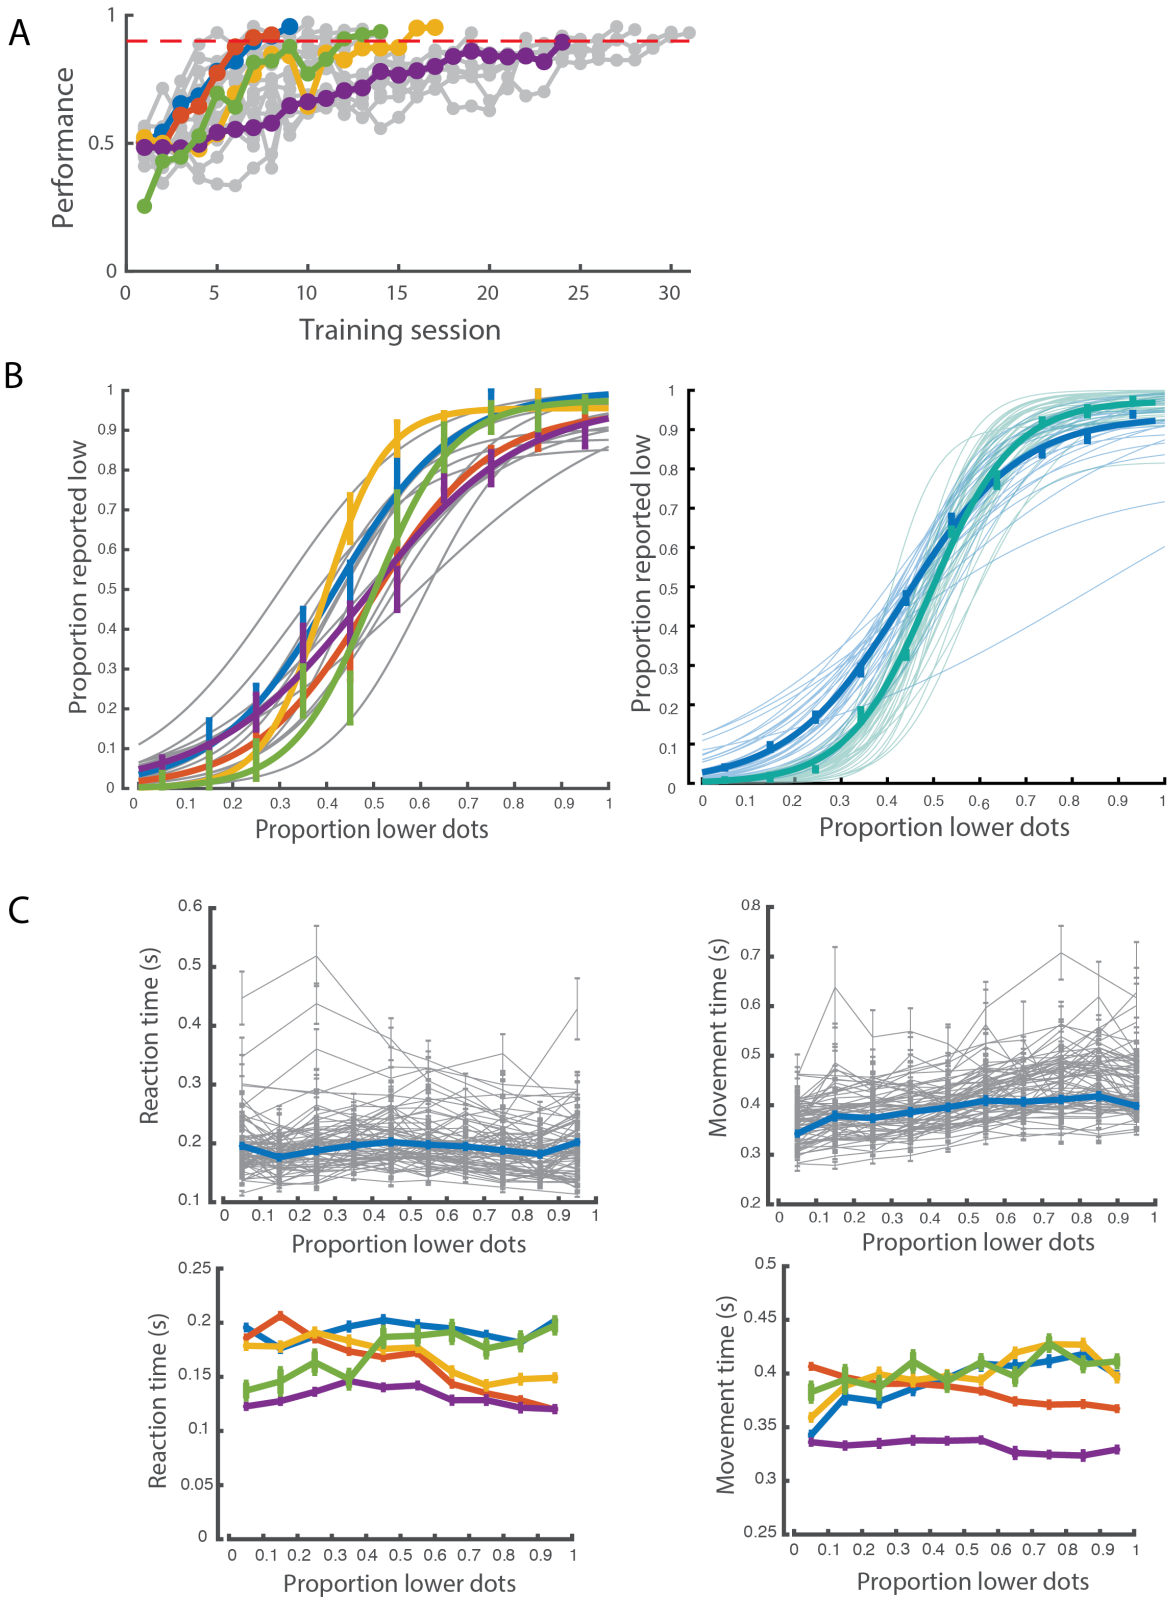 A
1
0.5
0
Performance
0 5 10 15 20 25 30
Training session
B
1
0.9
0.8
0.7
0.6
0.5
0.4
0.3
0.2
0.1
0
Proportion reported low
0 0.1 0.2 0.3 0.4 0.5 0.6 0.7 0.8 0.9 1
Proportion lower dots
1
0.9
0.8
0.7
0.6
0.5
0.4
0.3
0.2
0.1
0
Proportion reported low
0 0.1 0.2 0.3 0.4 0.5 0.6 0.7 0.8 0.9 1
Proportion lower dots
C
0.6
0.5
0.4
0.3
0.2
0.1
Reaction time (s)
0 0.1 0.2 0.3 0.4 0.5 0.6 0.7 0.8 0.9 1
Proportion lower dots
0.8
0.7
0.6
0.5
0.4
0.3
0.2
Movement time (s)
0 0.1 0.2 0.3 0.4 0.5 0.6 0.7 0.8 0.9 1
Proportion lower dots
0.25
0.2
0.15
0.1
0.05
0
Reaction time (s)
0 0.1 0.2 0.3 0.4 0.5 0.6 0.7 0.8 0.9 1
Proportion lower dots
0.5
0.45
0.4
0.35
0.3
0.25
Movement time (s)
0 0.1 0.2 0.3 0.4 0.5 0.6 0.7 0.8 0.9 1
Proportion lower dots